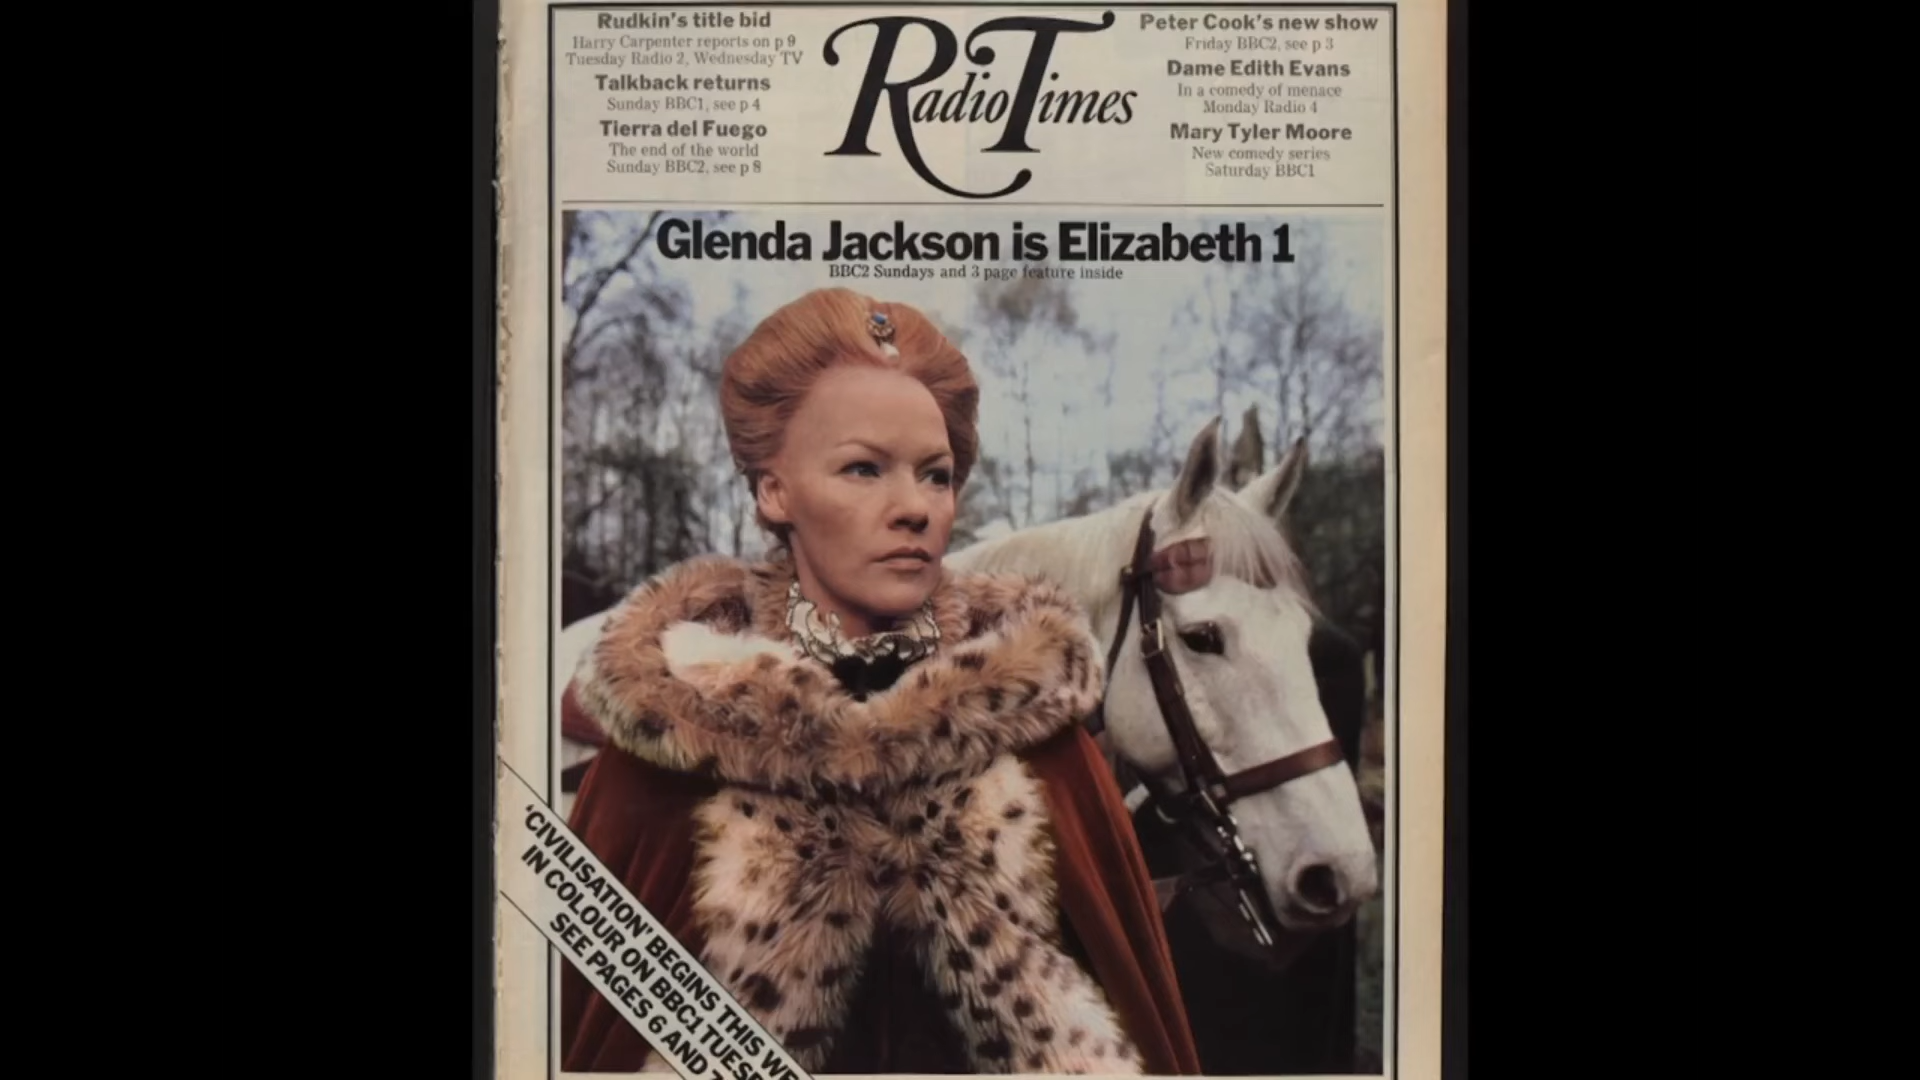 Rudkin's title bid
Harry Carpenter reports on p 9
Tuesday Radio 2, Wednesday TV
Talkback returns
Sunday BBC1, see p 4
Tierra del Fuego
The end of the world
Sunday BBC2, see p 8
RadioTimes
Peter Cook's new show
Friday BBC2, see p 3
Dame Edith Evans
In a comedy of menace
Monday Radio 4
Mary Tyler Moore
New comedy series
Saturday BBC1
Glenda Jackson is Elizabeth 1
BBC2 Sundays and 3 page feature inside
'CIVILISATION' BEGINS THIS WE
IN COLOUR ON BBC1 TUES
SEE PAGES 6 AND 7